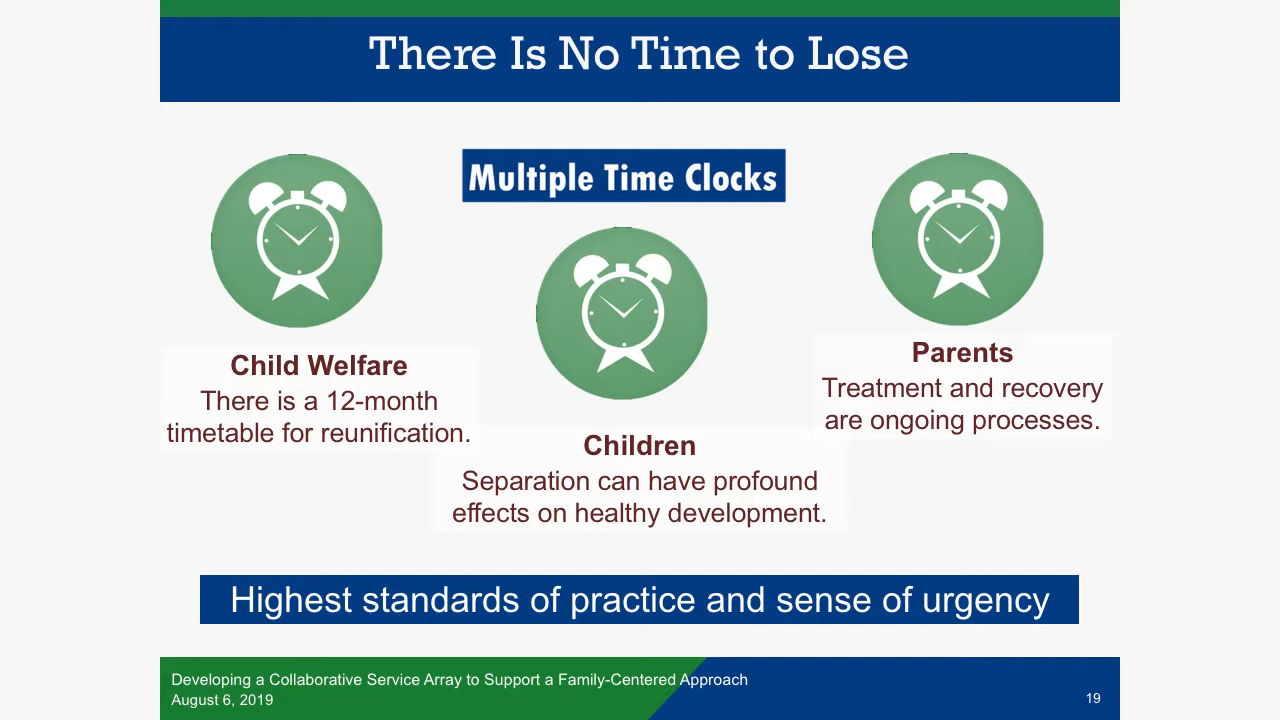 There Is No Time to Lose
Multiple Time Clocks
Child Welfare
There is a 12-month
timetable for reunification.
Children
Separation can have profound
effects on healthy development.
Parents
Treatment and recovery
are ongoing processes.
Highest standards of practice and sense of urgency
Developing a Collaborative Service Array to Support a Family-Centered Approach
August 6, 2019
19